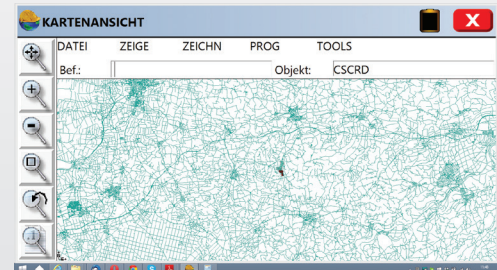 KARTENANSICHT
DATEI ZEIGE ZEICHN PROG TOOLS
Bef.: Objekt: CSCRD